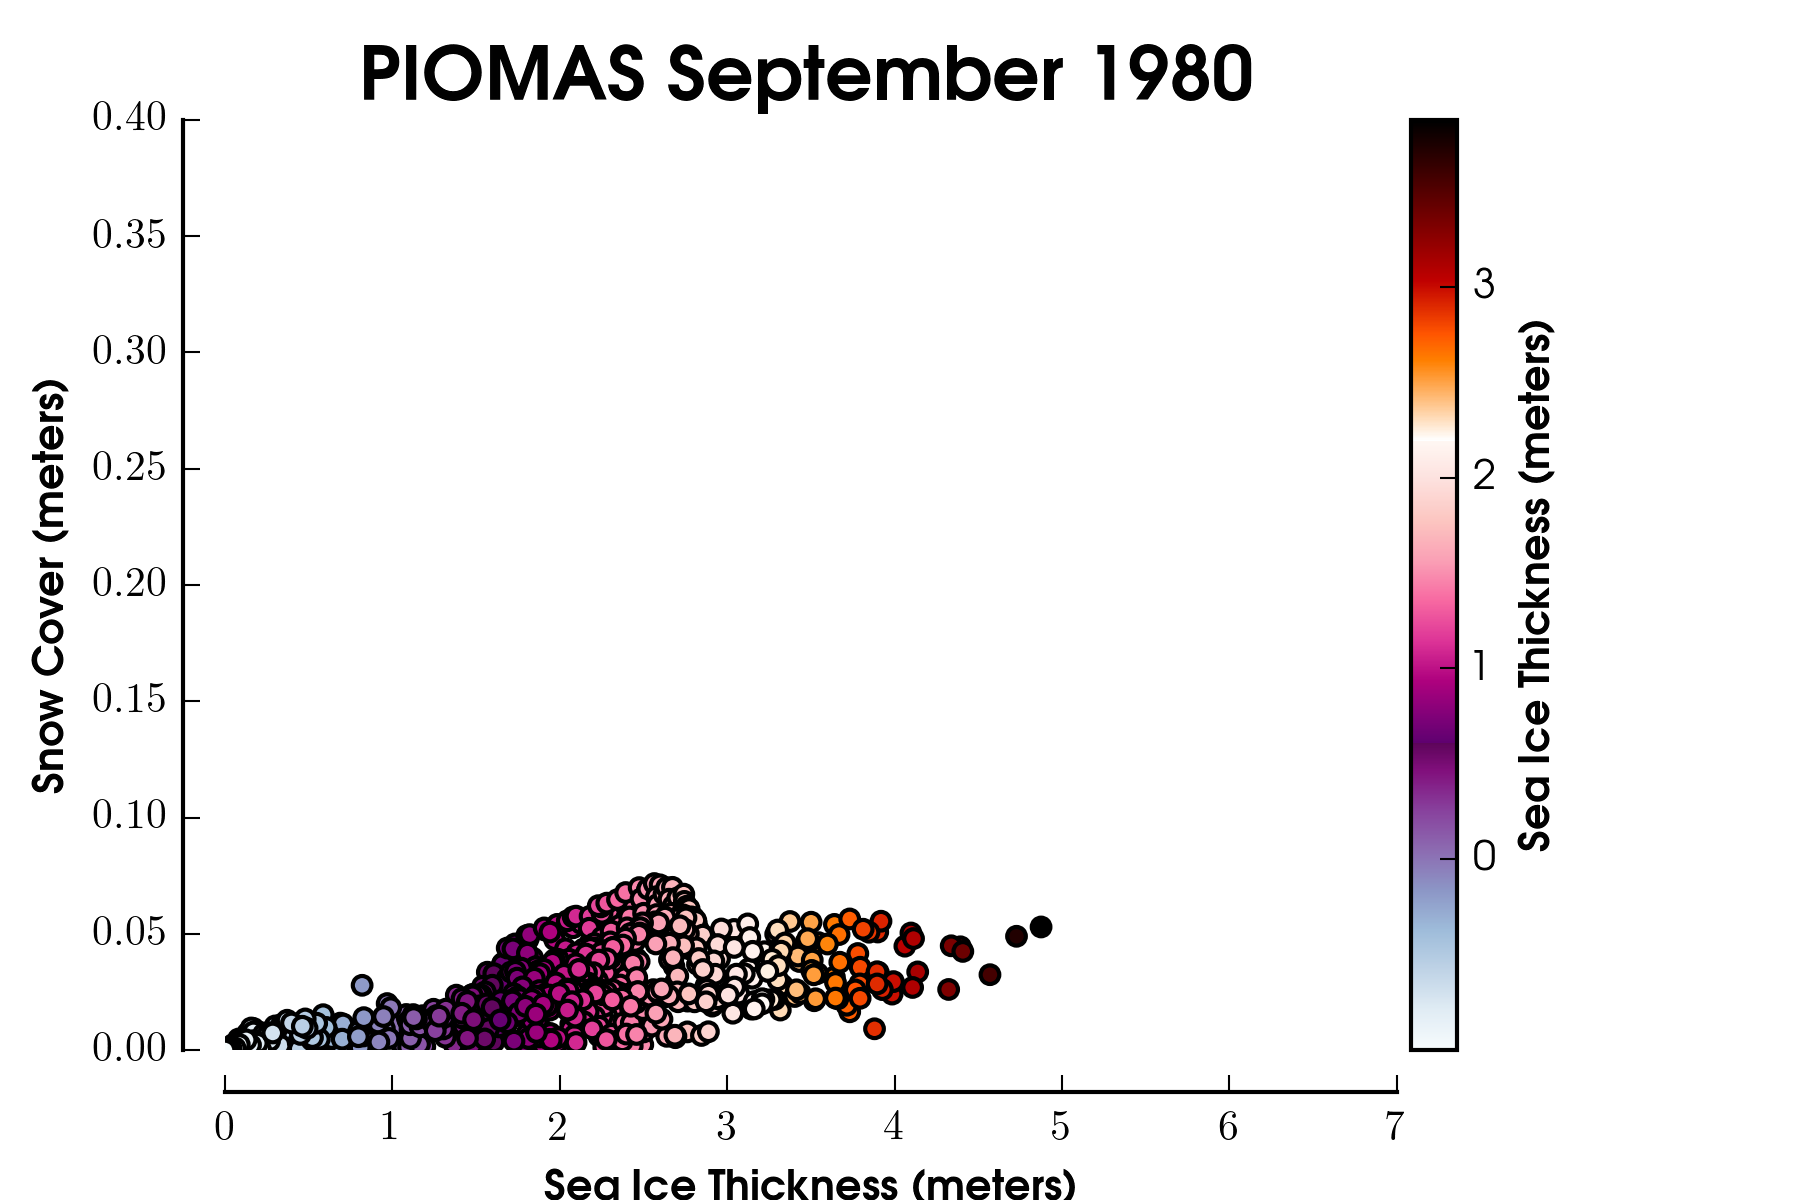 PIOMAS September 1980
0.40
0.35
0.30
0.25
0.20
0.15
0.10
0.05
0.00
Snow Cover (meters)
0 1 2 3 4 5 6 7
Sea Ice Thickness (meters)
3
2
1
0
Sea Ice Thickness (meters)